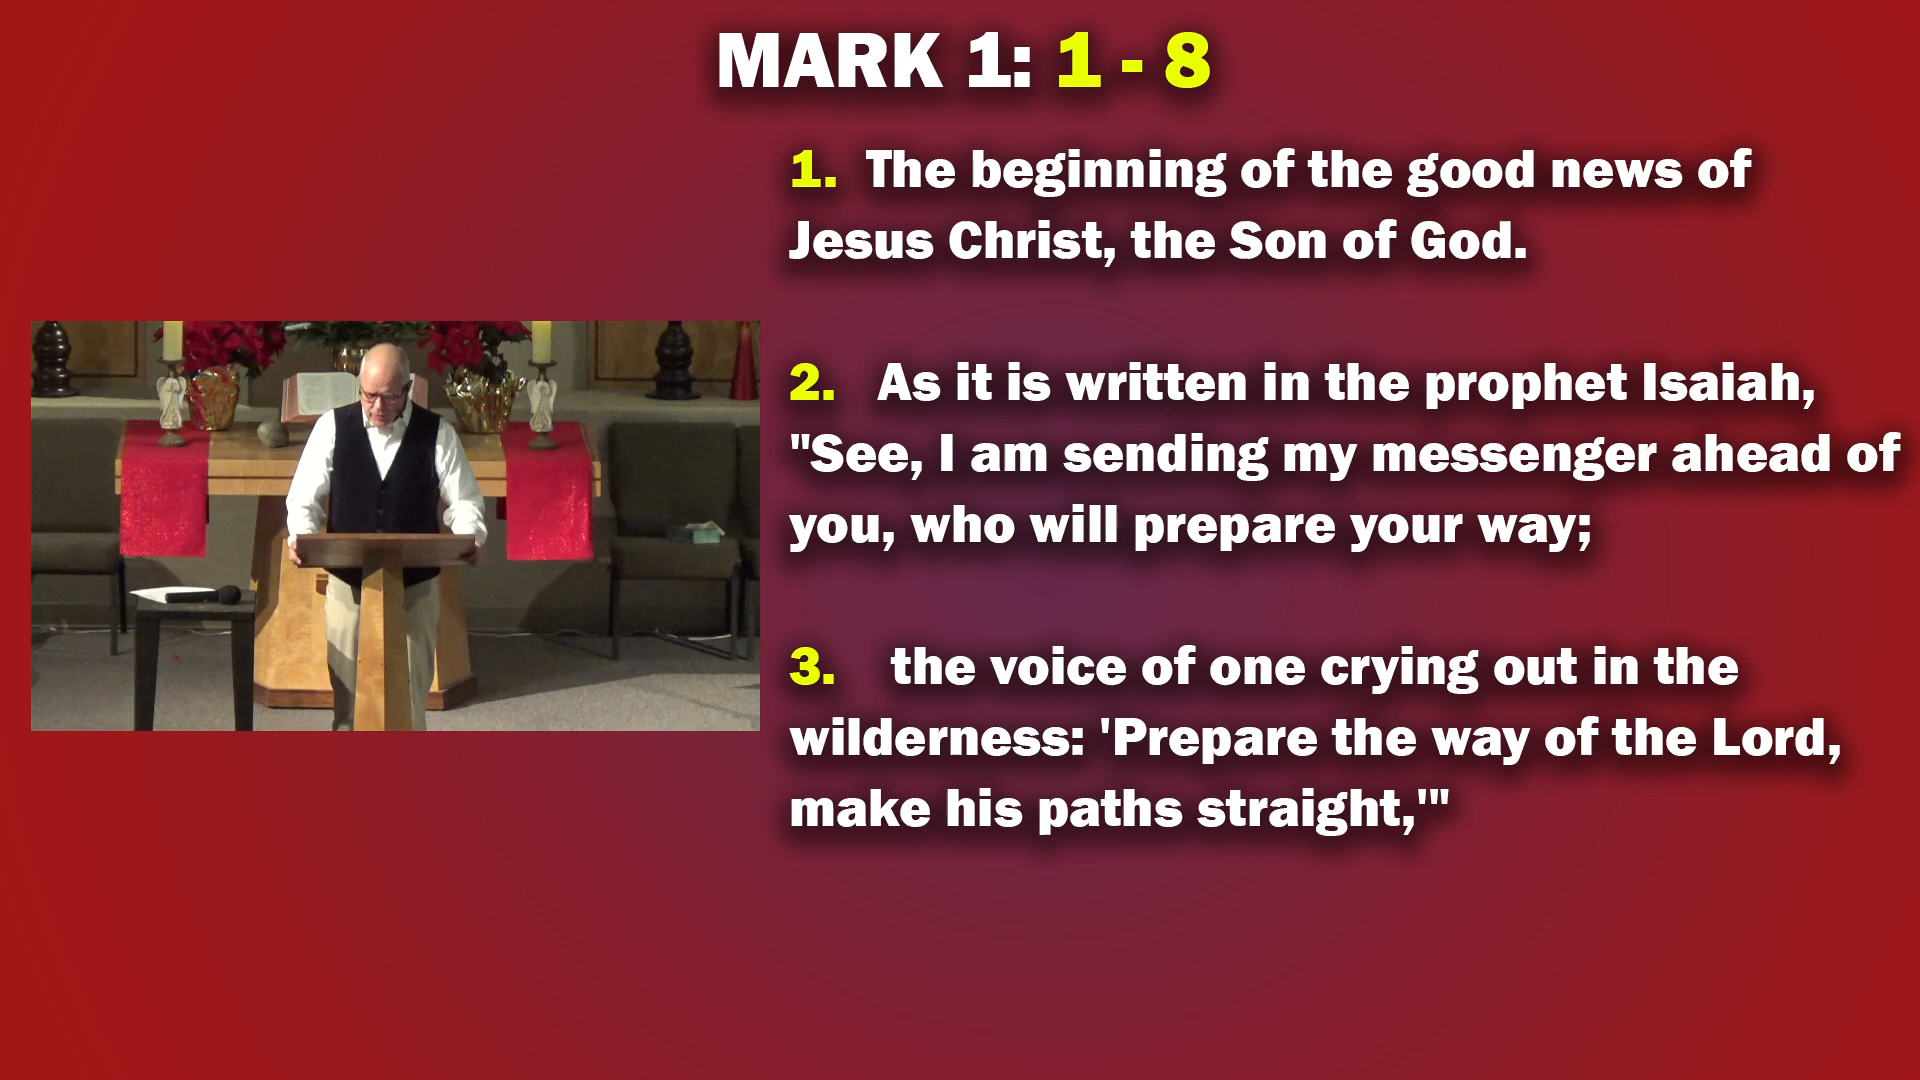 MARK 1: 1 - 8
1. The beginning of the good news of
Jesus Christ, the Son of God.
2. As it is written in the prophet Isaiah,
"See, I am sending my messenger ahead of
you, who will prepare your way;
3. the voice of one crying out in the
wilderness: 'Prepare the way of the Lord,
make his paths straight,'"